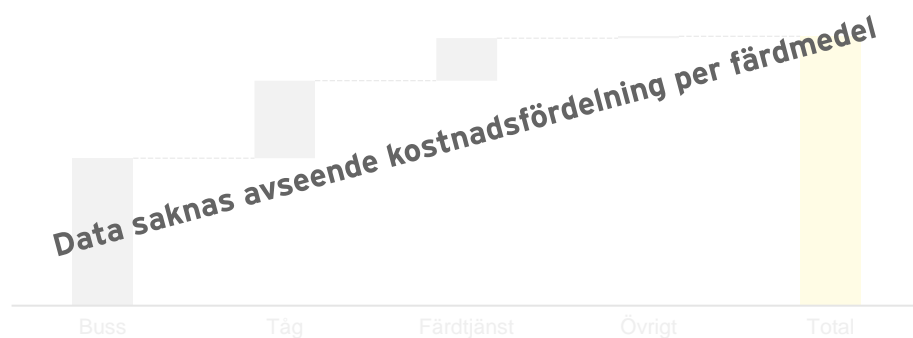 Data saknas avseende kostnadsfördelning per färdmedel
Buss Tåg Färdtjänst Övrigt Total